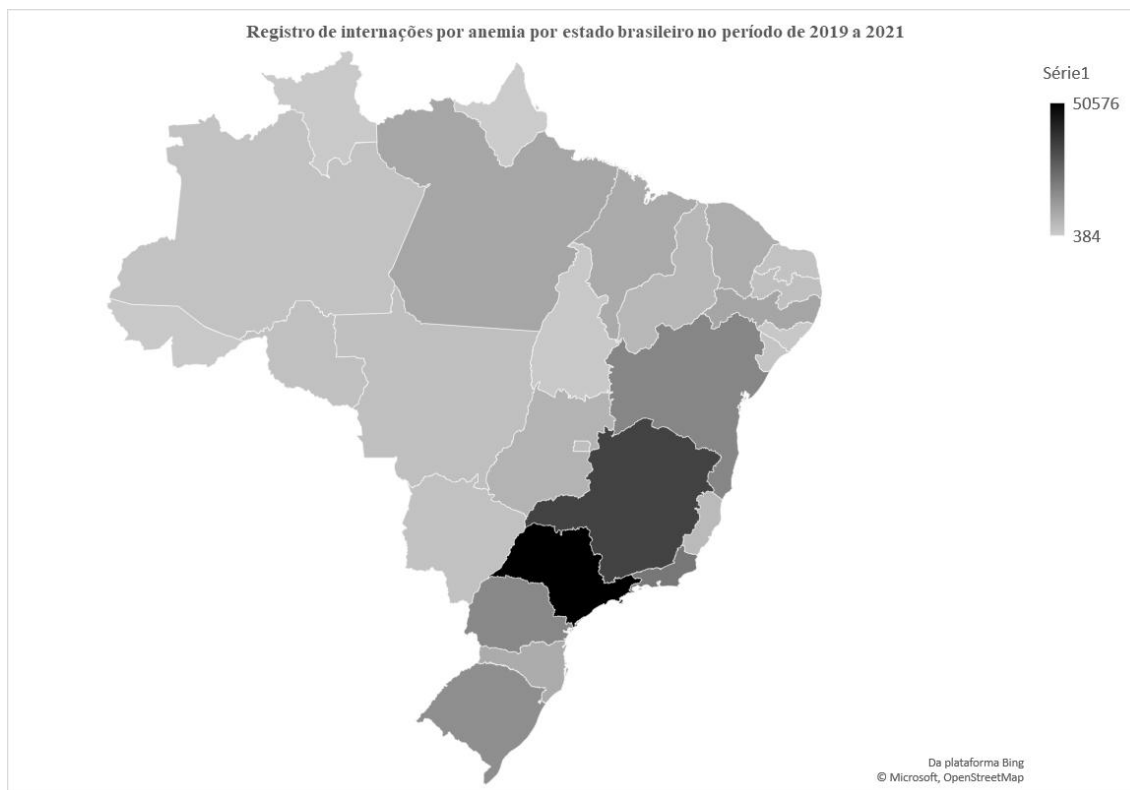 Registro de internações por anemia por estado brasileiro no período de 2019 a 2021
Série1
50576
384
Da plataforma Bing
© Microsoft, OpenStreetMap